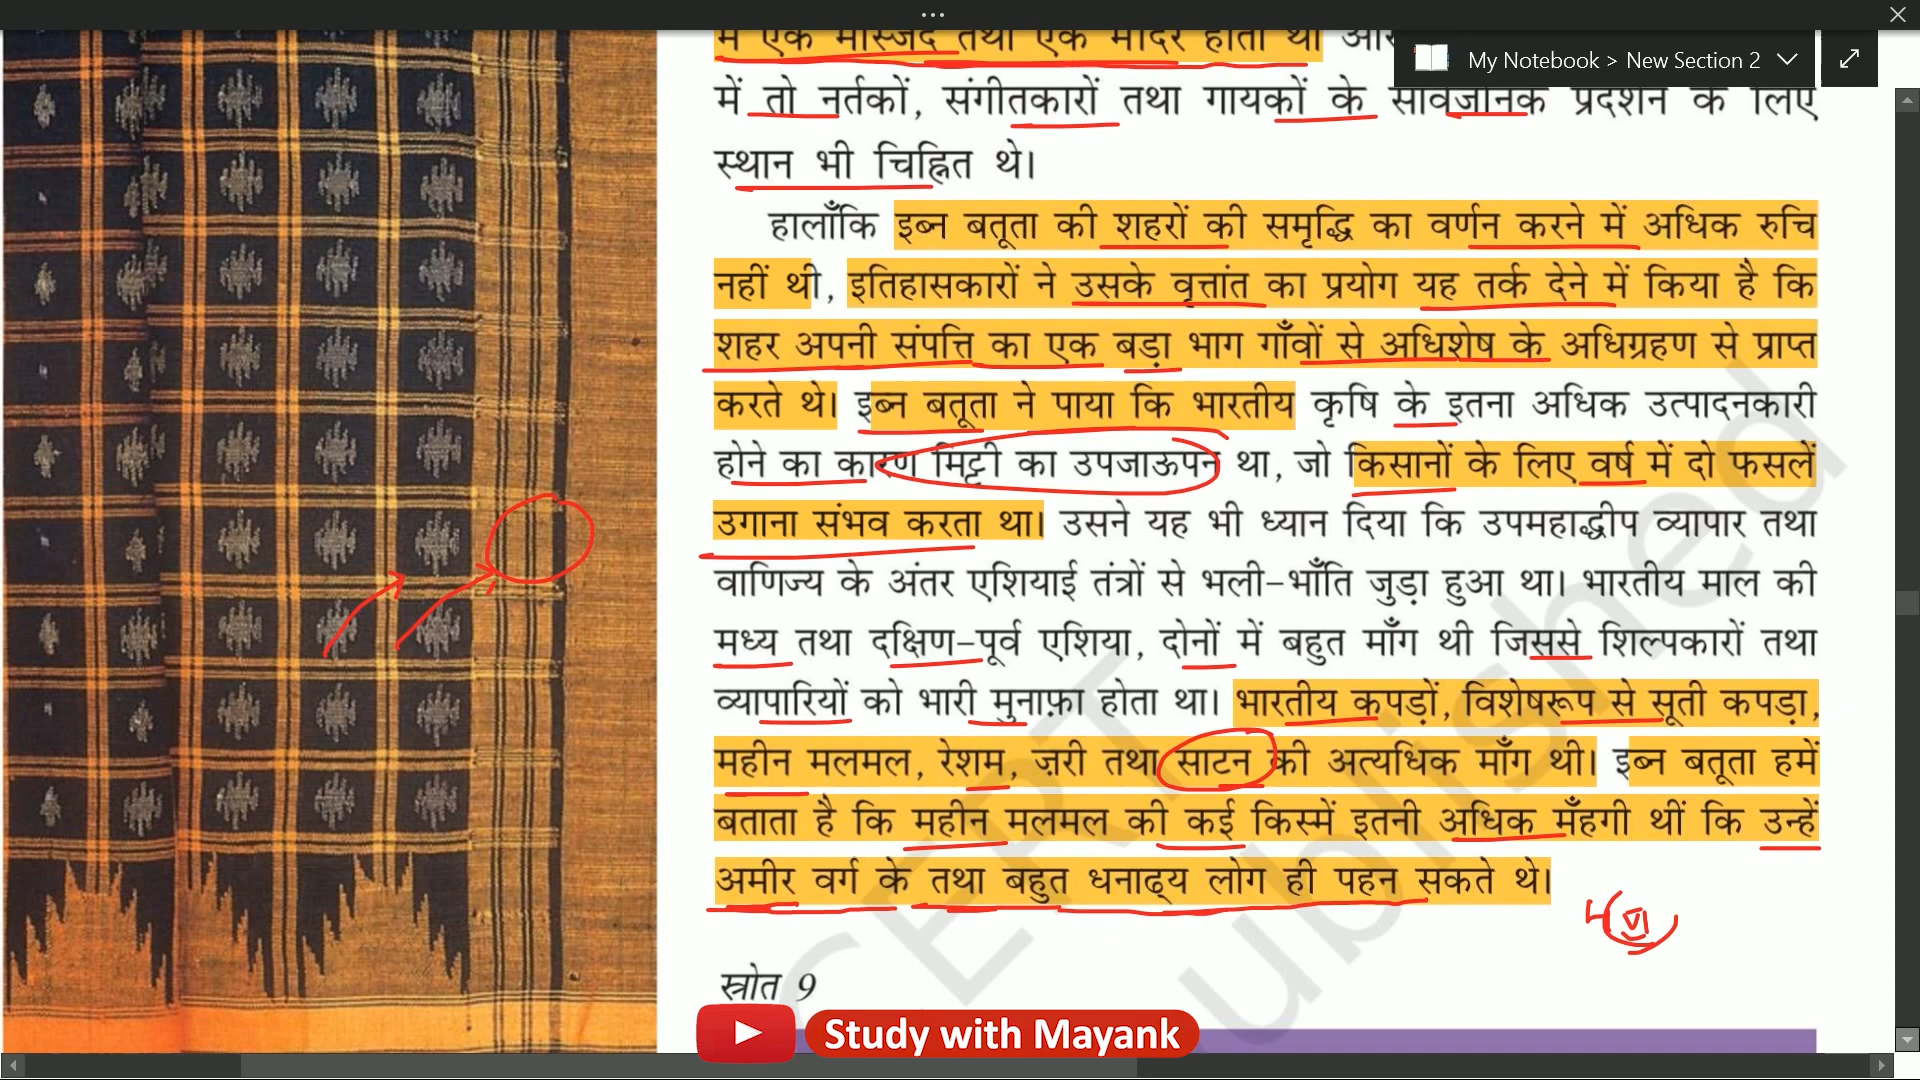 में एक मस्जिद तथा एक मंदिर होता था और
My Notebook > New Section 2
में तो नर्तकों, संगीतकारों तथा गायकों के सार्वजनिक प्रदर्शन के लिए
स्थान भी चिह्नित थे।
हालाँकि इब्न बतूता की शहरों की समृद्धि का वर्णन करने में अधिक रुचि
नहीं थी, इतिहासकारों ने उसके वृत्तांत का प्रयोग यह तर्क देने में किया है कि
शहर अपनी संपत्ति का एक बड़ा भाग गाँवों से अधिशेष के अधिग्रहण से प्राप्त
करते थे। इब्न बतूता ने पाया कि भारतीय कृषि के इतना अधिक उत्पादनकारी
होने का कारण मिट्टी का उपजाऊपन था, जो किसानों के लिए वर्ष में दो फसलें
उगाना संभव करता था। उसने यह भी ध्यान दिया कि उपमहाद्वीप व्यापार तथा
वाणिज्य के अंतर एशियाई तंत्रों से भली-भाँति जुड़ा हुआ था। भारतीय माल की
मध्य तथा दक्षिण-पूर्व एशिया, दोनों में बहुत माँग थी जिससे शिल्पकारों तथा
व्यापारियों को भारी मुनाफ़ा होता था। भारतीय कपड़ों, विशेषरूप से सूती कपड़ा,
महीन मलमल, रेशम, ज़री तथा साटन की अत्यधिक माँग थी। इब्न बतूता हमें
बताता है कि महीन मलमल की कई किस्में इतनी अधिक मँहगी थीं कि उन्हें
अमीर वर्ग के तथा बहुत धनाढ्य लोग ही पहन सकते थे।
स्रोत 9
Study with Mayank